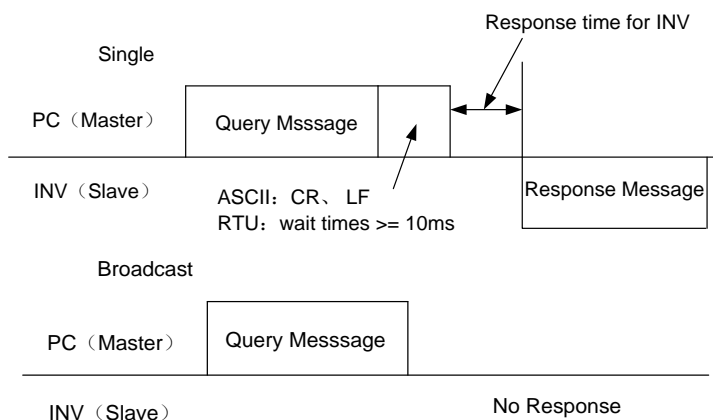 Response time for INV
Single
PC（Master）
Query Msssage
INV（Slave）
ASCII：CR、 LF
RTU：wait times >= 10ms
Response Message
Broadcast
PC（Master）
Query Messsage
INV（Slave）
No Response